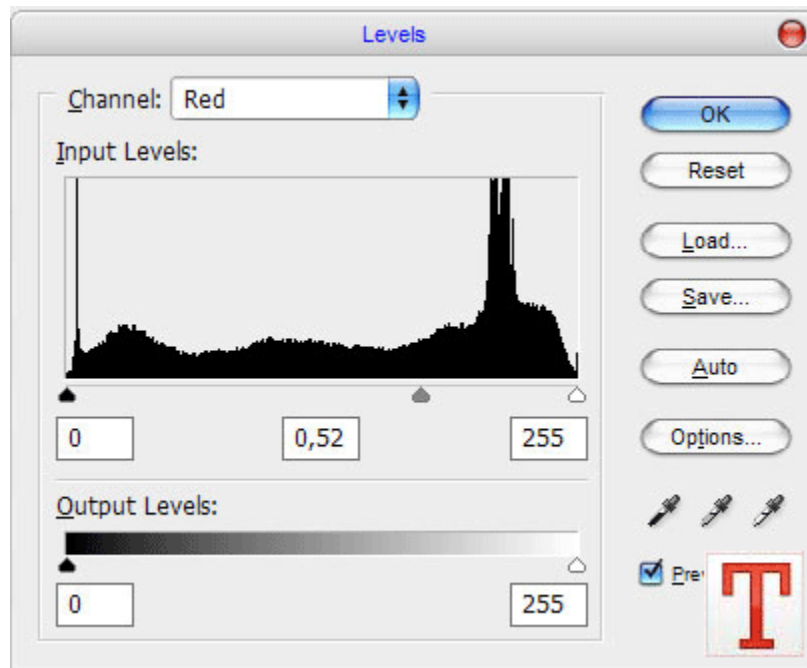 Levels
Channel: Red
OK
Input Levels:
Reset
Load...
Save...
Auto
0 0,52 255
Options...
Output Levels:
Pre
0 255
T